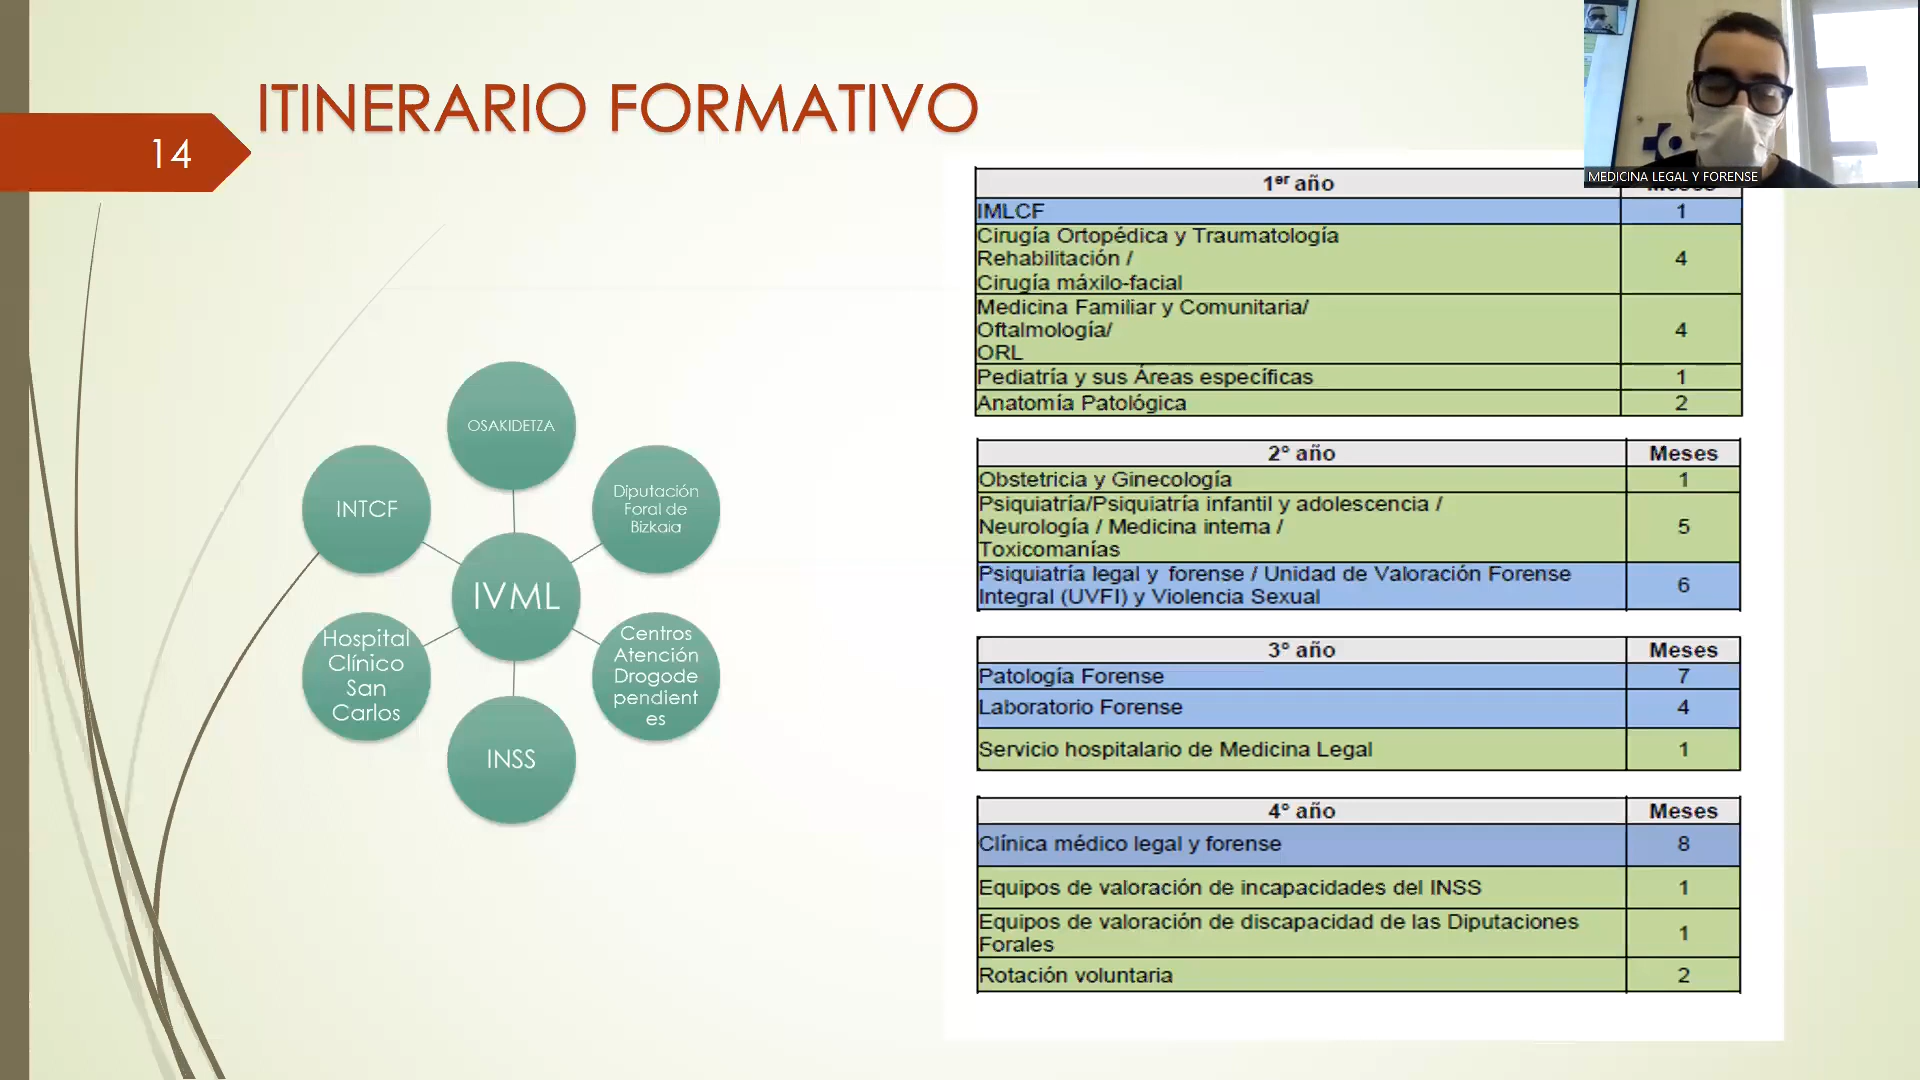 ITINERARIO FORMATIVO
14
OSAKIDETZA
INTCF
Diputación
Foral de
Bizkaia
IVML
Hospital
Clínico
San
Carlos
Centros
Atención
Drogode
pendient
es
INSS
MEDICINA LEGAL Y FORENSE
1er año
IMLCF 1
Cirugía Ortopédica y Traumatología
Rehabilitación / 4
Cirugía máxilo-facial
Medicina Familiar y Comunitaria/
Oftalmología/ 4
ORL
Pediatría y sus Áreas específicas 1
Anatomía Patológica 2
2° año Meses
Obstetricia y Ginecología 1
Psiquiatría/Psiquiatría infantil y adolescencia /
Neurología / Medicina interna / 5
Toxicomanías
Psiquiatría legal y forense / Unidad de Valoración Forense
Integral (UVFI) y Violencia Sexual 6
3° año Meses
Patología Forense 7
Laboratorio Forense 4
Servicio hospitalario de Medicina Legal 1
4° año Meses
Clínica médico legal y forense 8
Equipos de valoración de incapacidades del INSS 1
Equipos de valoración de discapacidad de las Diputaciones
Forales 1
Rotación voluntaria 2